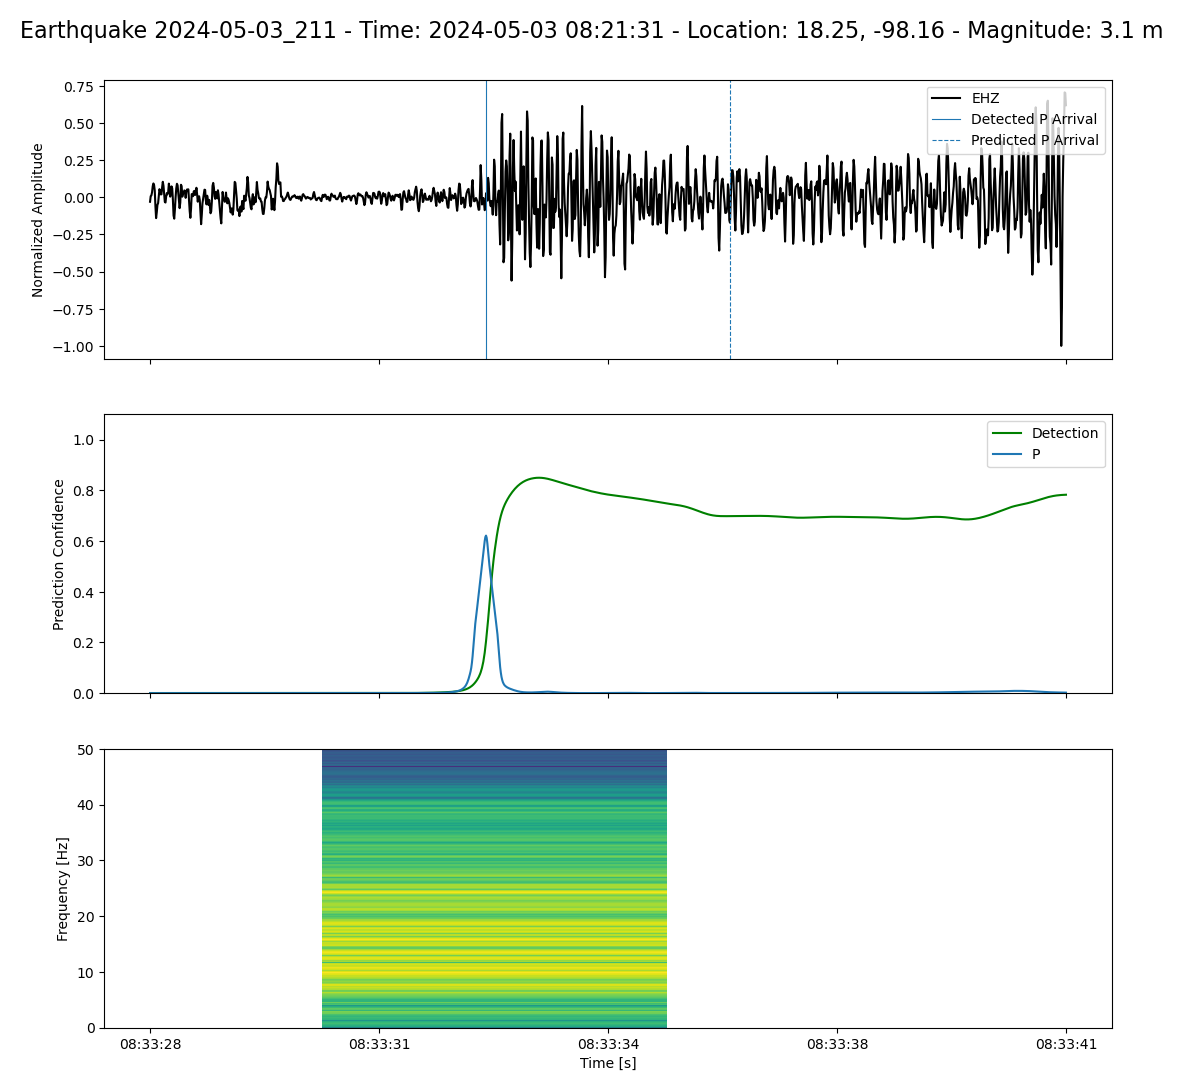 Earthquake 2024-05-03_211 - Time: 2024-05-03 08:21:31 - Location: 18.25, -98.16 - Magnitude: 3.1 m
0.75
0.50
0.25
0.00
−0.25
−0.50
−0.75
−1.00
Normalized Amplitude
EHZ
Detected P Arrival
Predicted P Arrival
1.0
0.8
0.6
0.4
0.2
0.0
Prediction Confidence
Detection
P
50
40
30
20
10
0
Frequency [Hz]
08:33:28 08:33:31 08:33:34 08:33:38 08:33:41
Time [s]